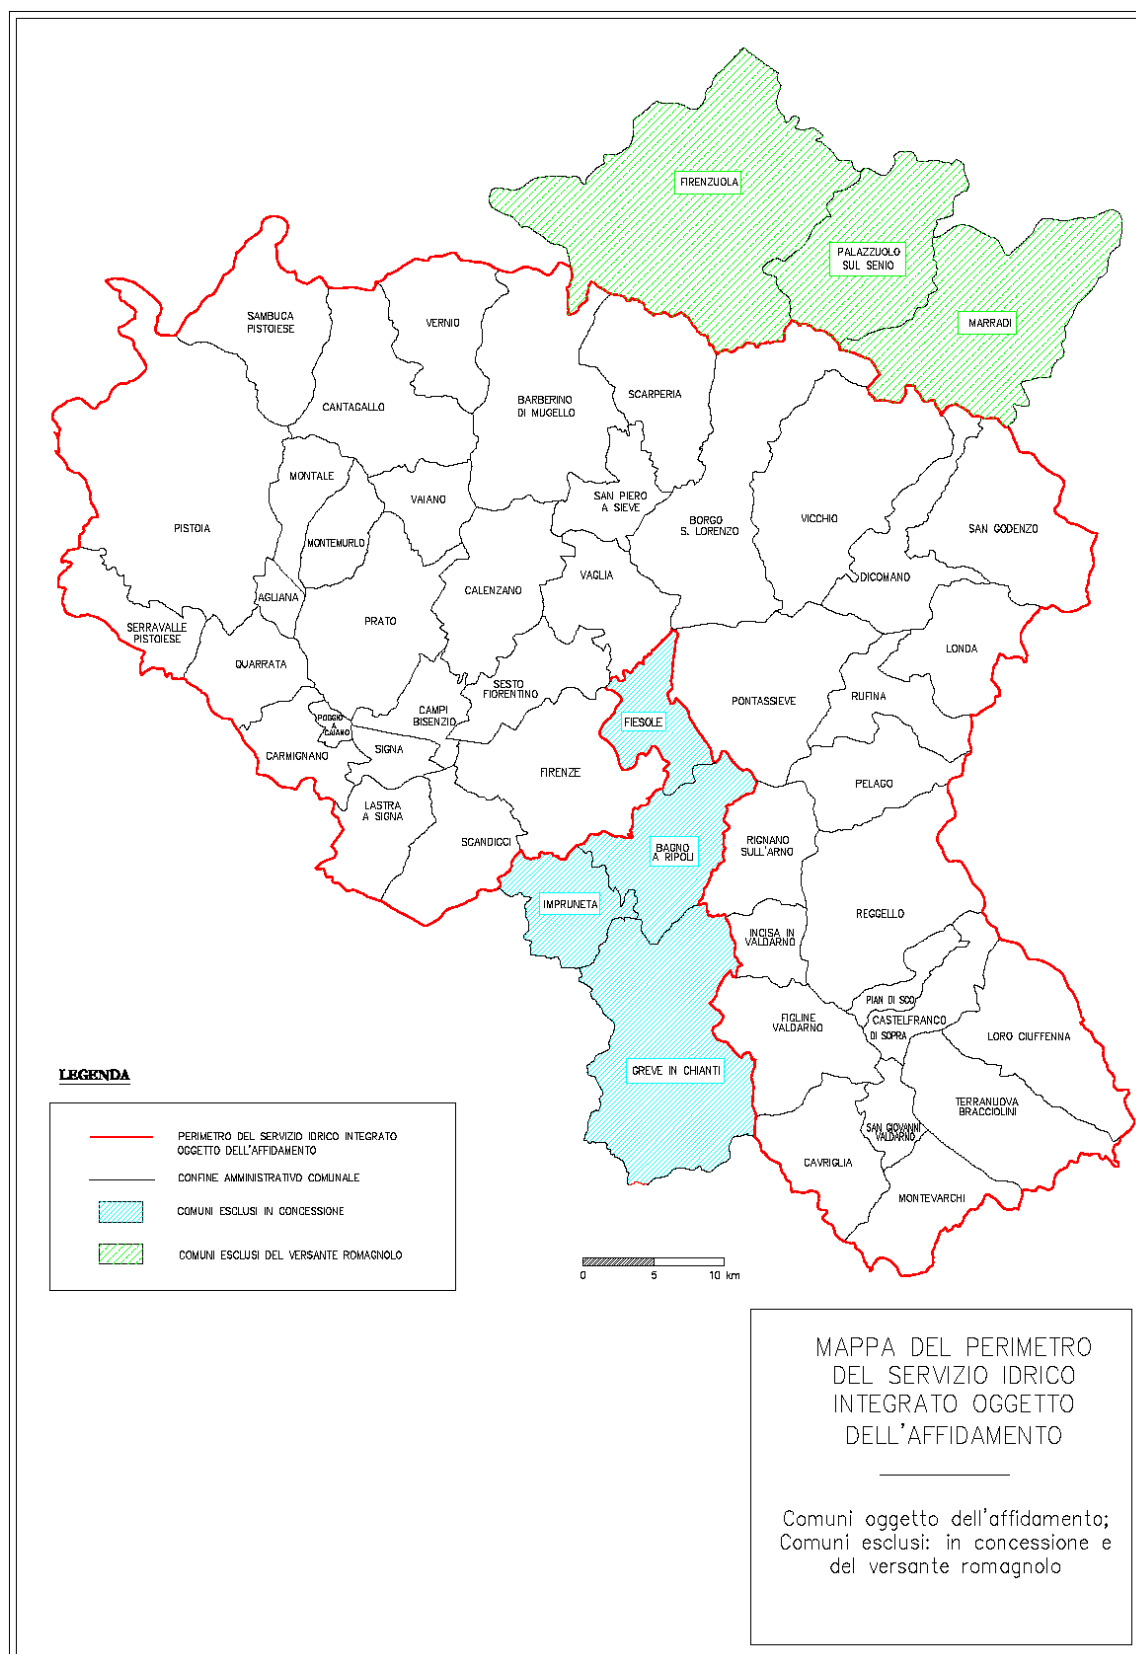 FIRENZUOLA
PALAZZUOLO
SUL SENIO
MARRADI
SAMBUCA
PISTOIESE
VERNIO
CANTAGALLO
BARBERINO
DI MUGELLO
SCARPERIA
MONTALE
VAIANO
SAN PIERO
A SIEVE
BORGO
S. LORENZO
VICCHIO
SAN GODENZO
PISTOIA
MONTEMURLO
DICOMANO
AGLIANA
PRATO
CALENZANO
VAGLIA
SERRAVALLE
PISTOIESE
QUARRATA
LONDA
SESTO
FIORENTINO
PONTASSIEVE
RUFINA
CAMPI
BISENZIO
FIESOLE
POGGIO
A
CAIANO
SIGNA
CARMIGNANO
FIRENZE
PELAGO
LASTRA
A SIGNA
SCANDICCI
BAGNO
A RIPOLI
RIGNANO
SULL'ARNO
IMPRUNETA
REGGELLO
INCISA IN
VALDARNO
PIAN DI SCO
FIGLINE
VALDARNO
CASTELFRANCO
DI SOPRA
LORO CIUFFENNA
GREVE IN CHIANTI
TERRANUOVA
BRACCIOLINI
SAN GIOVANNI
VALDARNO
CAVRIGLIA
MONTEVARCHI
LEGENDA
PERIMETRO DEL SERVIZIO IDRICO INTEGRATO
OGGETTO DELL'AFFIDAMENTO
CONFINE AMMINISTRATIVO COMUNALE
COMUNI ESCLUSI IN CONCESSIONE
COMUNI ESCLUSI DEL VERSANTE ROMAGNOLO
0 5 10 km
MAPPA DEL PERIMETRO
DEL SERVIZIO IDRICO
INTEGRATO OGGETTO
DELL'AFFIDAMENTO
Comuni oggetto dell'affidamento;
Comuni esclusi: in concessione e
del versante romagnolo